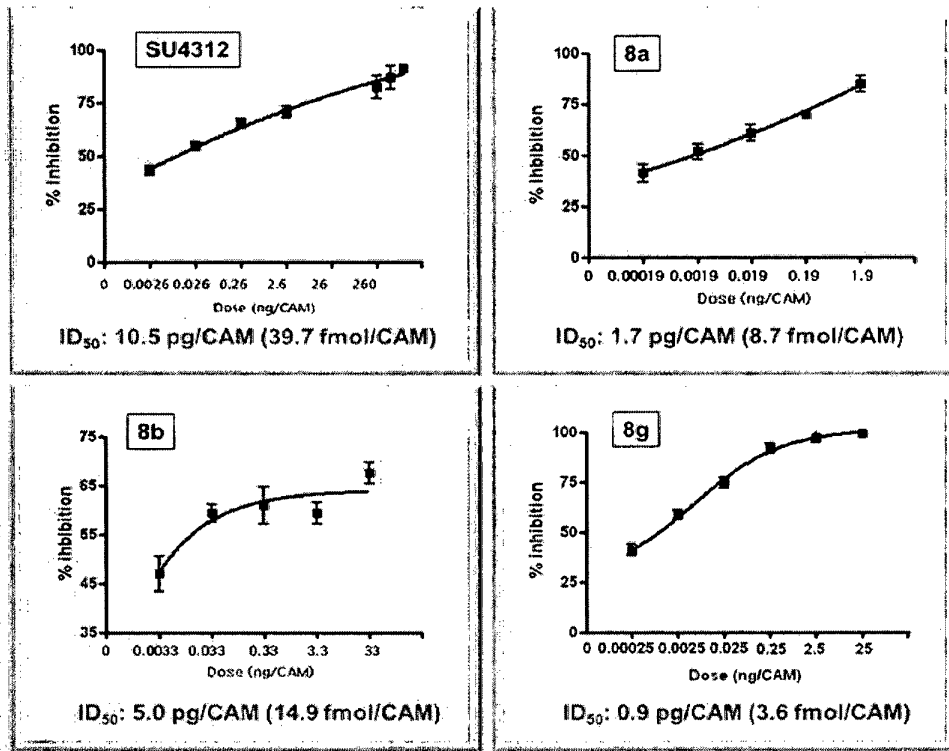 SU4312
100
75
50
25
0
% Inhibition
0 0.0026 0.026 0.26 2.6 26 260
Dose (ng/CAM)
ID50: 10.5 pg/CAM (39.7 fmol/CAM)
8a
100
75
50
25
0
% Inhibition
0 0.00019 0.0019 0.019 0.19 1.9
Dose (ng/CAM)
ID50: 1.7 pg/CAM (8.7 fmol/CAM)
8b
75
65
55
45
35
% Ihbibition
0 0.0033 0.033 0.33 3.3 33
Dose (ng/CAM)
ID50: 5.0 pg/CAM (14.9 fmol/CAM)
8g
100
75
50
25
0
% inhibition
0 0.00025 0.0025 0.025 0.25 2.5 25
Dose (ng/CAM)
ID50: 0.9 pg/CAM (3.6 fmol/CAM)